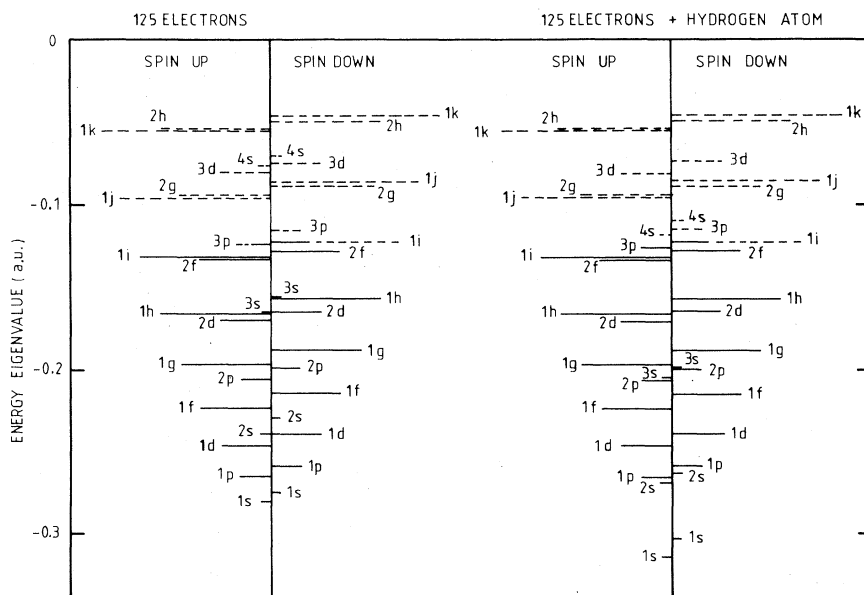 125 ELECTRONS
125 ELECTRONS + HYDROGEN ATOM
ENERGY EIGENVALUE (a.u.)
0
-0.1
-0.2
-0.3
SPIN UP
SPIN DOWN
2h
1k
4s
3d
2g
1j
3p
1i
2f
3s
1h
2d
1g
2p
1f
2s
1d
1p
1s
1k
2h
4s
3d
1j
2g
3p
1i
2f
3s
1h
2d
1g
2p
1f
2s
1d
1p
1s
SPIN UP
SPIN DOWN
2h
1k
3d
2g
1j
4s
3p
1i
2f
1h
2d
1g
3s
2p
1f
1d
1p
2s
1s
1k
2h
3d
1j
2g
4s
3p
1i
2f
1h
2d
1g
3s
2p
1f
1d
1p
2s
1s